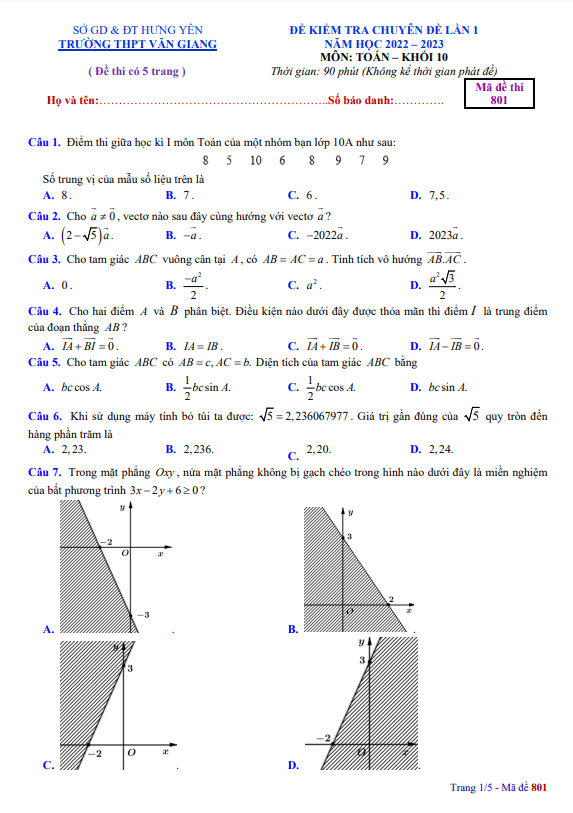 SỞ GD & ĐT HƯNG YÊN
TRƯỜNG THPT VĂN GIANG
( Đề thi có 5 trang )
ĐỀ KIỂM TRA CHUYÊN ĐỀ LẦN 1
NĂM HỌC 2022 – 2023
MÔN: TOÁN – KHỐI 10
Thời gian: 90 phút (Không kể thời gian phát đề)
Mã đề thi
801
Họ và tên:……………………………………………….Số báo danh:………….
Câu 1. Điểm thi giữa học kì I môn Toán của một nhóm bạn lớp 10A như sau:
8 5 10 6 8 9 7 9
Số trung vị của mẫu số liệu trên là
A. 8 . B. 7 . C. 6 . D. 7,5 .
Câu 2. Cho $\vec{a} \neq \vec{0}$ , vectơ nào sau đây cùng hướng với vectơ $\vec{a}$ ?
A. $(2-\sqrt{5})\vec{a}$ . B. $-\vec{a}$ . C. $-2022\vec{a}$ . D. $2023\vec{a}$ .
Câu 3. Cho tam giác ABC vuông cân tại A , có AB = AC = a . Tính tích vô hướng $\overrightarrow{AB}.\overrightarrow{AC}$ .
A. 0 . B. $\frac{-a^2}{2}$ . C. $a^2$ . D. $\frac{a^2\sqrt{3}}{2}$ .
Câu 4. Cho hai điểm A và B phân biệt. Điều kiện nào dưới đây được thỏa mãn thì điểm I là trung điểm
của đoạn thẳng AB ?
A. $\overrightarrow{IA}+\overrightarrow{BI}=\vec{0}$ . B. IA = IB . C. $\overrightarrow{IA}+\overrightarrow{IB}=\vec{0}$ . D. $\overrightarrow{IA}-\overrightarrow{IB}=\vec{0}$ .
Câu 5. Cho tam giác ABC có AB = c, AC = b. Diện tích của tam giác ABC bằng
A. bc cos A. B. $\frac{1}{2}$bc sin A. C. $\frac{1}{2}$bc cos A. D. bc sin A.
Câu 6. Khi sử dụng máy tính bỏ túi ta được: $\sqrt{5}$ = 2,236067977 . Giá trị gần đúng của $\sqrt{5}$ quy tròn đến
hàng phần trăm là
A. 2,23. B. 2,236. C. 2,20. D. 2,24.
Câu 7. Trong mặt phẳng Oxy , nửa mặt phẳng không bị gạch chéo trong hình nào dưới đây là miền nghiệm
của bất phương trình 3x − 2y + 6 ≥ 0 ?
y
−2
O x
−3
A. .
y
3
2
O x
B. .
y
3
−2 O x
C. .
y
3
−2
O x
D.
Trang 1/5 - Mã đề 801